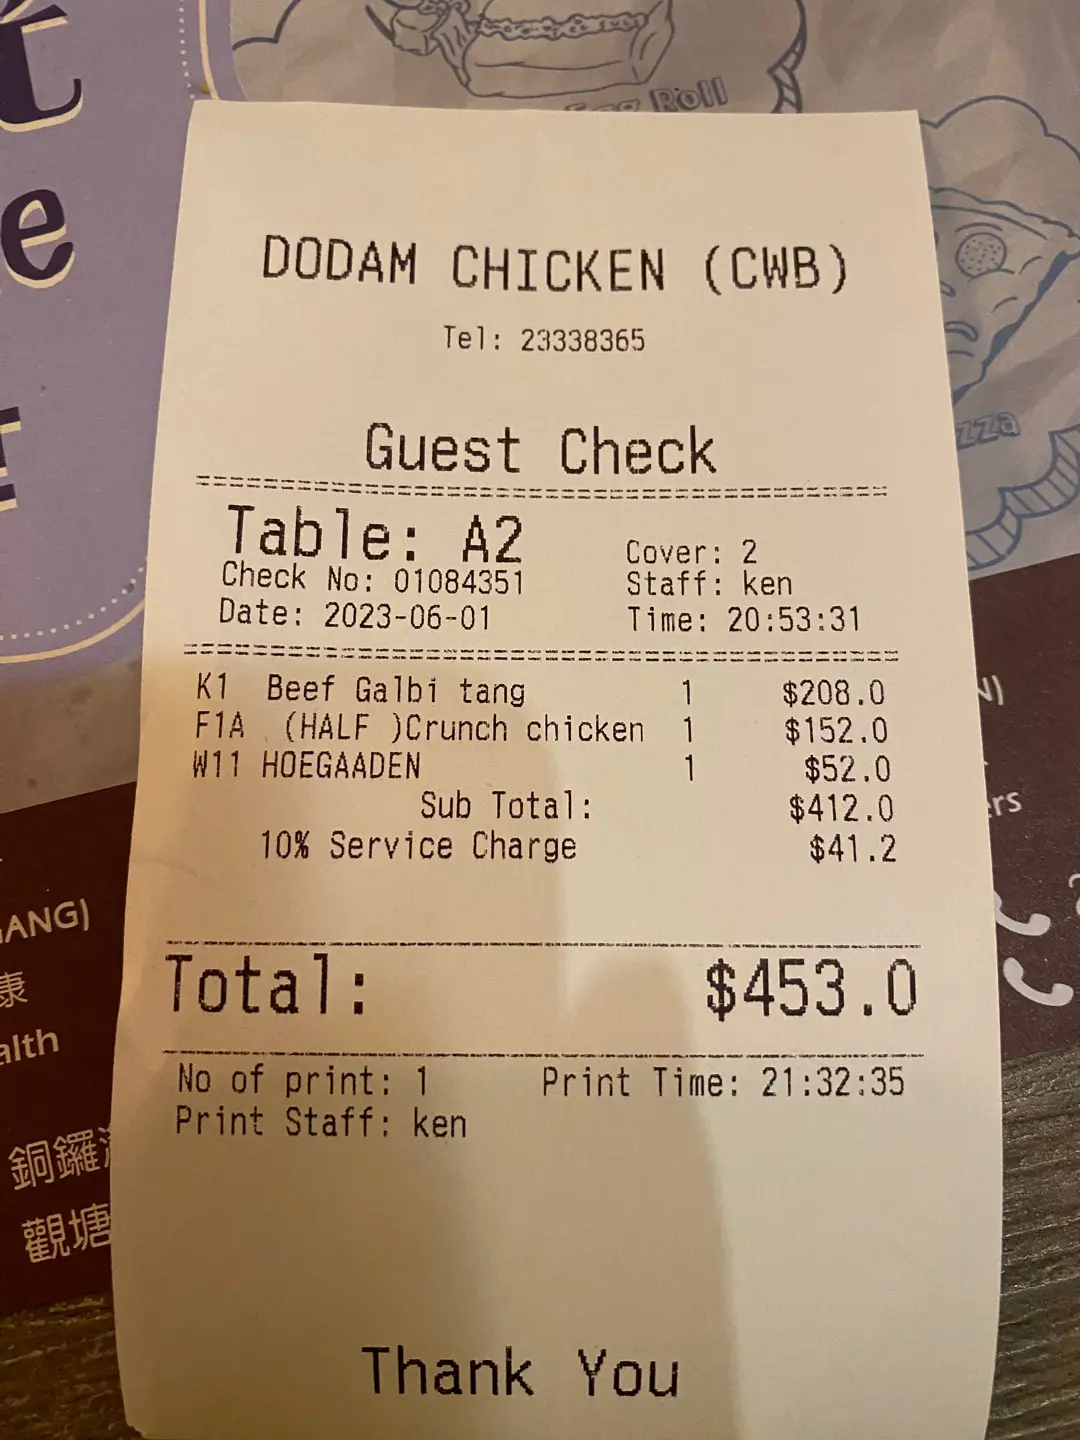 Egg Roll
DODAM CHICKEN (CWB)
Tel: 23338365
Guest Check
Table: A2
Cover: 2
Check No: 01084351
Staff: ken
Date: 2023-06-01
Time: 20:53:31
K1 Beef Galbi tang 1 $208.0
F1A (HALF )Crunch chicken 1 $152.0
W11 HOEGAADEN 1 $52.0
Sub Total: $412.0
10% Service Charge $41.2
Total: $453.0
No of print: 1 Print Time: 21:32:35
Print Staff: ken
Thank You
銅鑼
觀塘